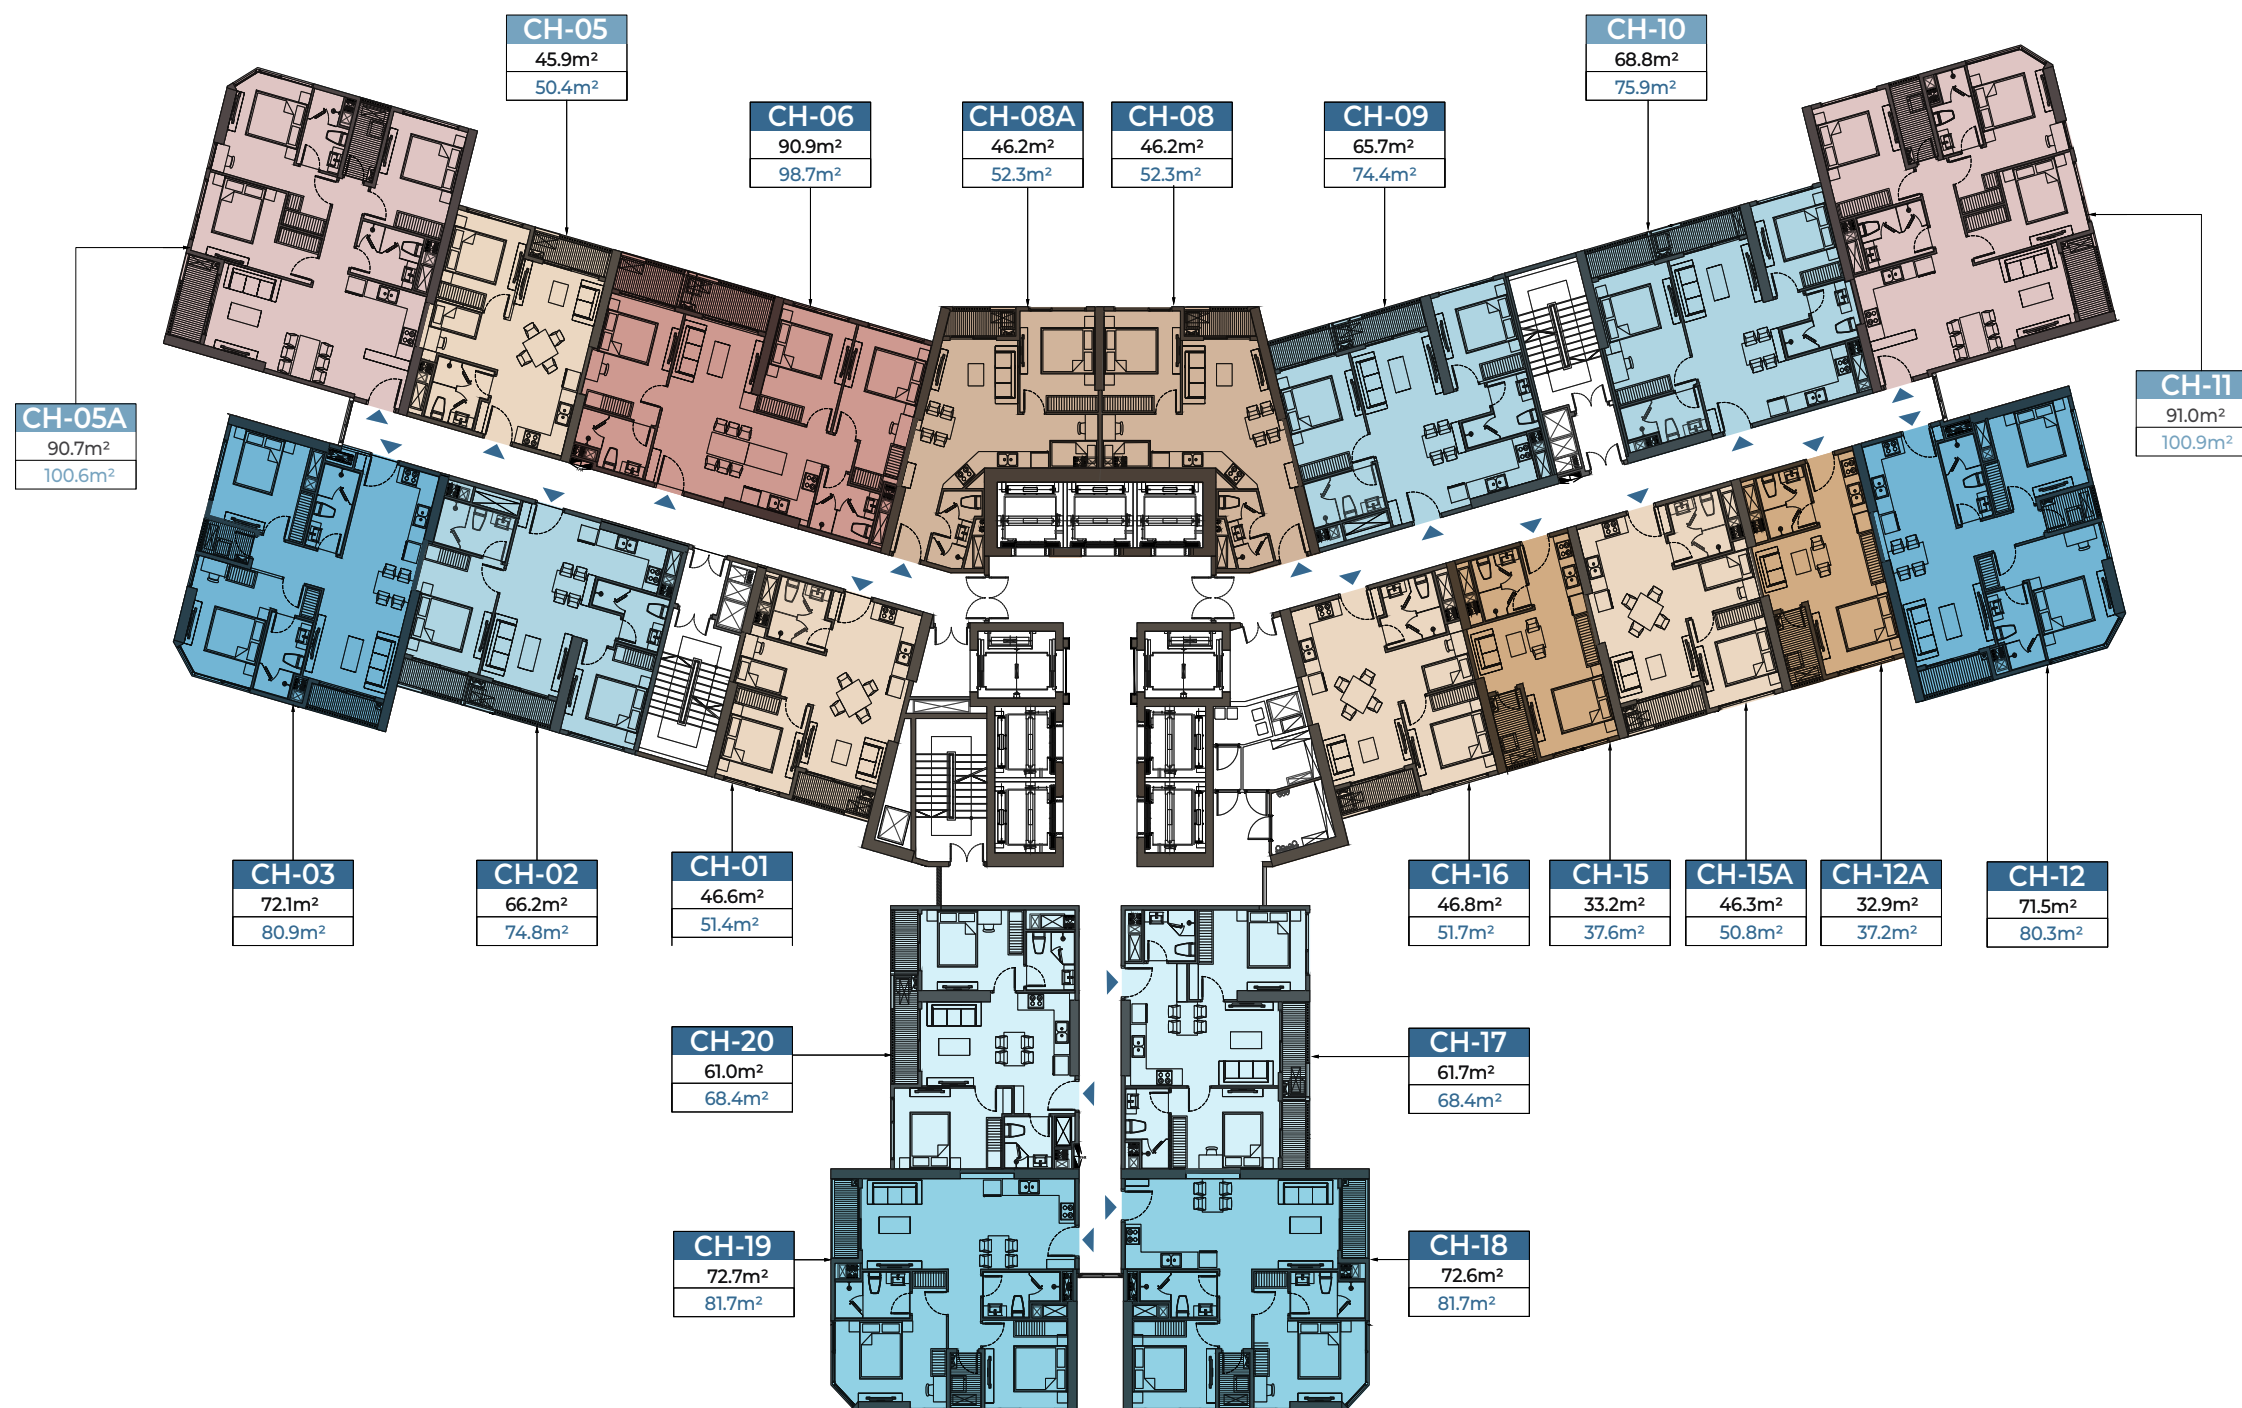 CH-05
45.9m²
50.4m²
CH-10
68.8m²
75.9m²
CH-06
90.9m²
98.7m²
CH-08A
46.2m²
52.3m²
CH-08
46.2m²
52.3m²
CH-09
65.7m²
74.4m²
CH-05A
90.7m²
100.6m²
CH-11
91.0m²
100.9m²
CH-03
72.1m²
80.9m²
CH-02
66.2m²
74.8m²
CH-01
46.6m²
51.4m²
CH-16
46.8m²
51.7m²
CH-15
33.2m²
37.6m²
CH-15A
46.3m²
50.8m²
CH-12A
32.9m²
37.2m²
CH-12
71.5m²
80.3m²
CH-20
61.0m²
68.4m²
CH-17
61.7m²
68.4m²
CH-19
72.7m²
81.7m²
CH-18
72.6m²
81.7m²